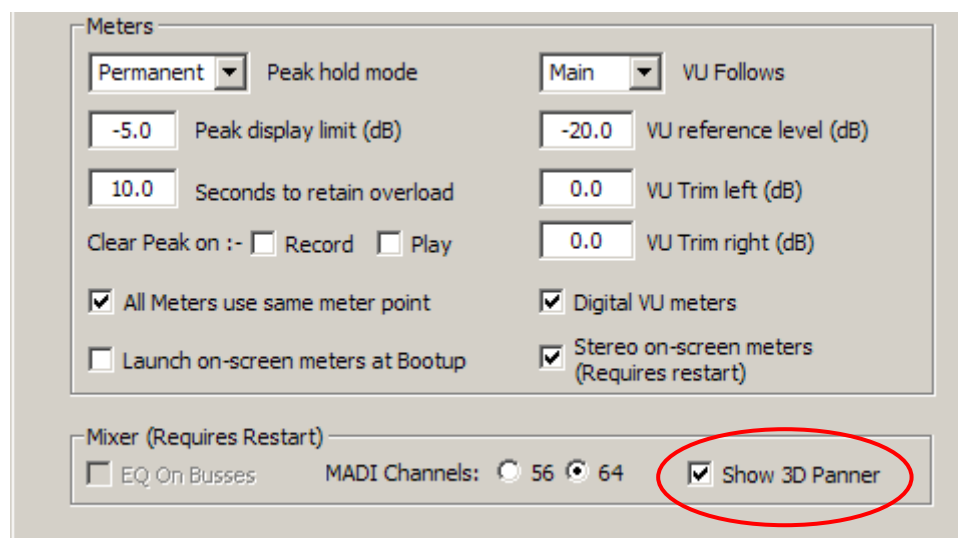 Meters
Permanent Peak hold mode Main VU Follows
-5.0 Peak display limit (dB) -20.0 VU reference level (dB)
10.0 Seconds to retain overload 0.0 VU Trim left (dB)
Clear Peak on :- Record Play 0.0 VU Trim right (dB)
All Meters use same meter point Digital VU meters
Launch on-screen meters at Bootup Stereo on-screen meters
(Requires restart)
Mixer (Requires Restart)
EQ On Busses MADI Channels: 56 64 Show 3D Panner